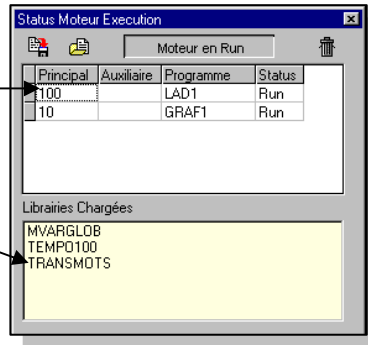 Status Moteur Execution
Moteur en Run
Principal Auxiliaire Programme Status
100 LAD1 Run
10 GRAF1 Run
Librairies Chargées
MVARGLOB
TEMPO100
TRANSMOTS